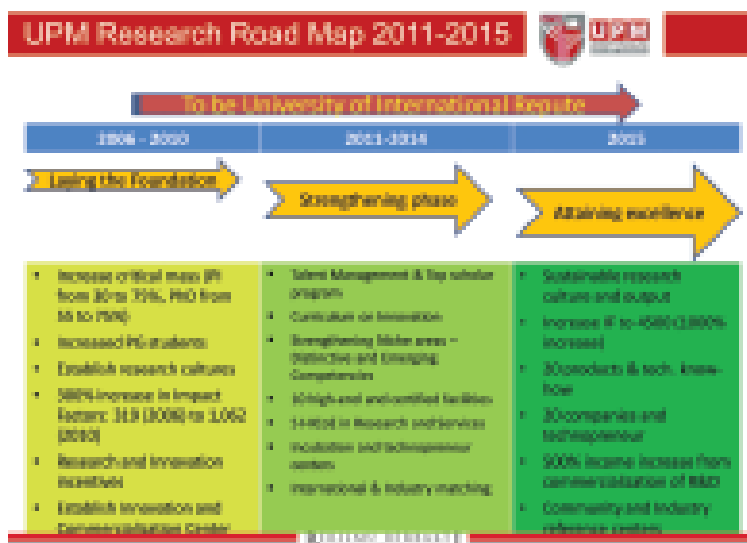 UPM Research Road Map 2011-2015
UPM
To be University of International Repute
2006 - 2010
2011-2014
2015
Laying the Foundation
Strengthening phase
Attaining excellence
Increase critical mass (PI
from 30 to 75%, PhD from
to 75%)
Increased PG students
Establish research cultures
500% increase in Impact
Factors: 319 (2006) to 1,062
(2010)
Research and Innovation
Incentives
Establish Innovation and
Commercialisation Center
Talent Management & Top scholar
program
Curriculum on Innovation
Strengthening Niche areas –
Distinctive and Emerging
Competencies
10 high end and certified facilities
in Research and Services
Incubation and technopreneur
centers
International & Industry matching
Sustainable research
culture and output
Increase IF to 4500 (1000%
increase)
30 products & tech. know-
how
30 companies and
technopreneur
500% income increase from
commercialisation of R&D
Community and Industry
reference centers